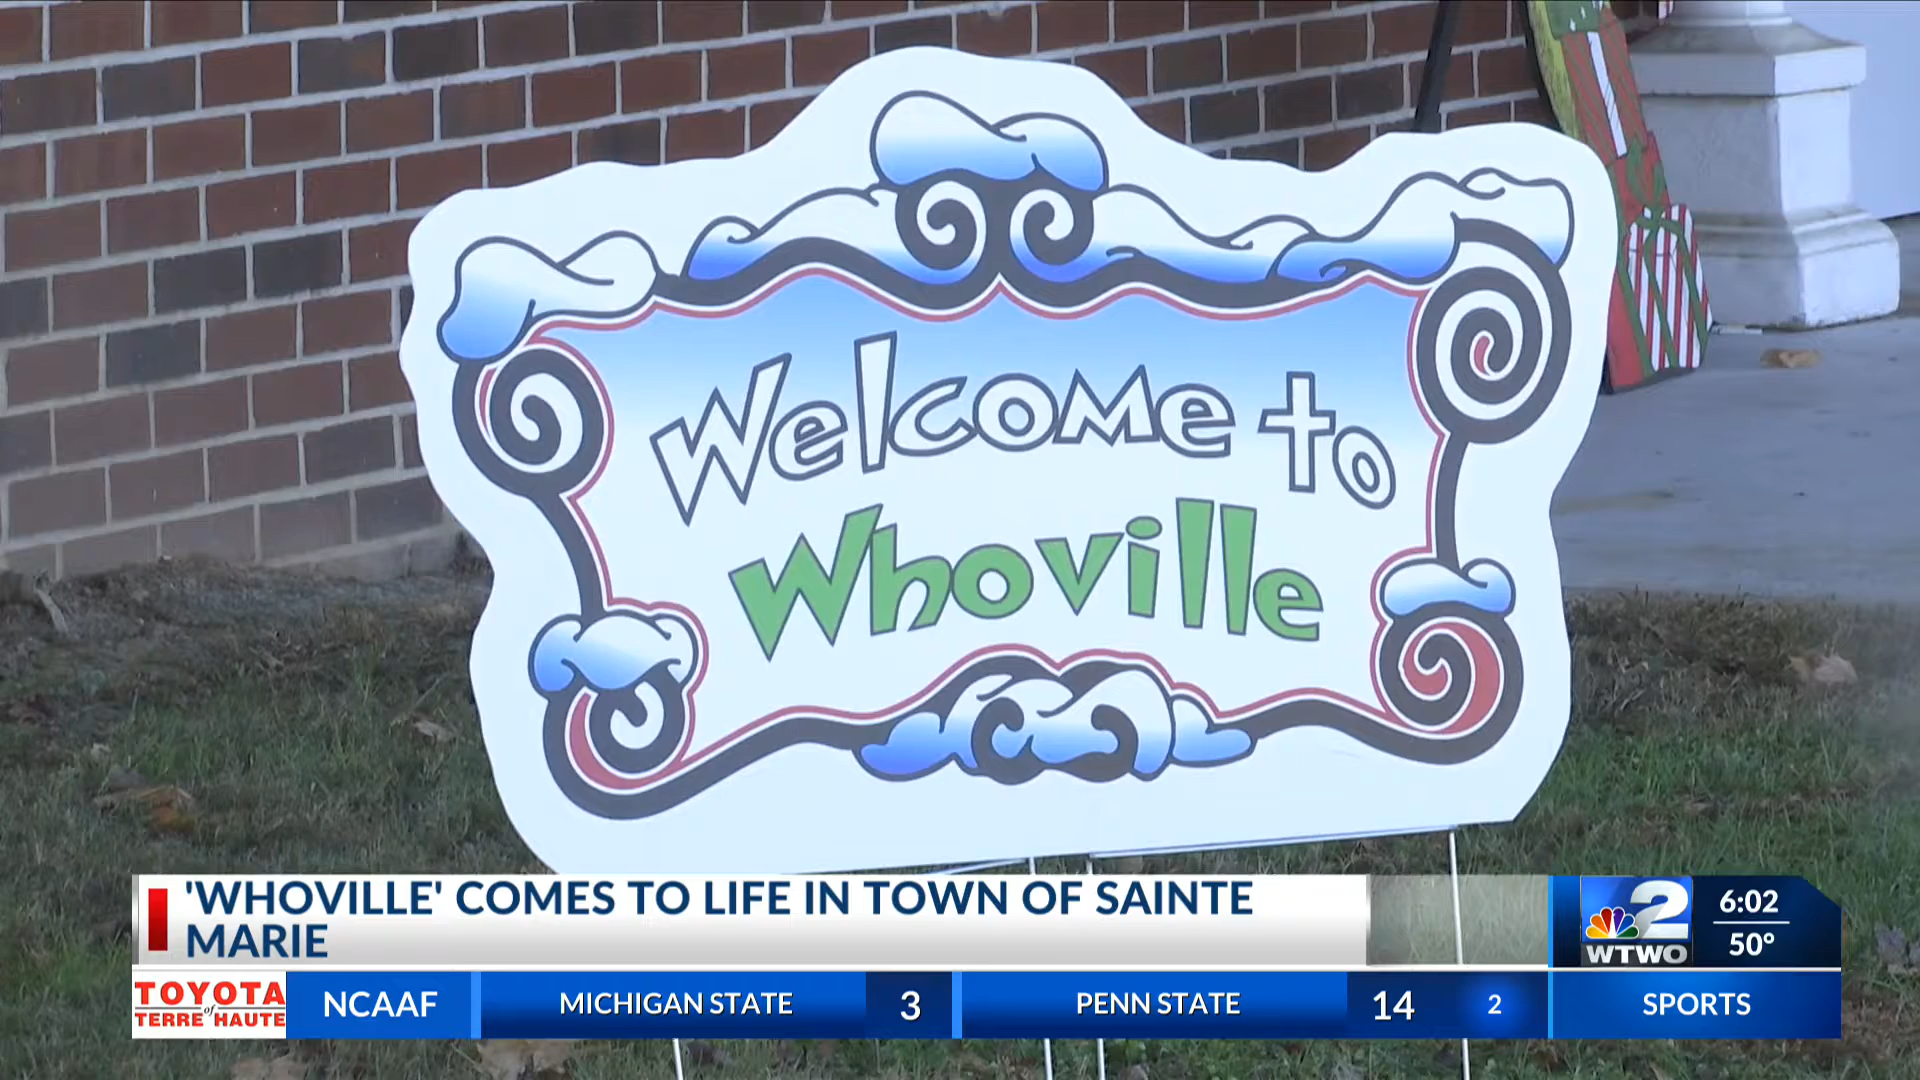 Welcome to
Whoville
'WHOVILLE' COMES TO LIFE IN TOWN OF SAINTE
MARIE
2
WTWO
6:02
50°
TOYOTA
of
TERRE HAUTE
NCAAF
MICHIGAN STATE 3
PENN STATE 14 2
SPORTS